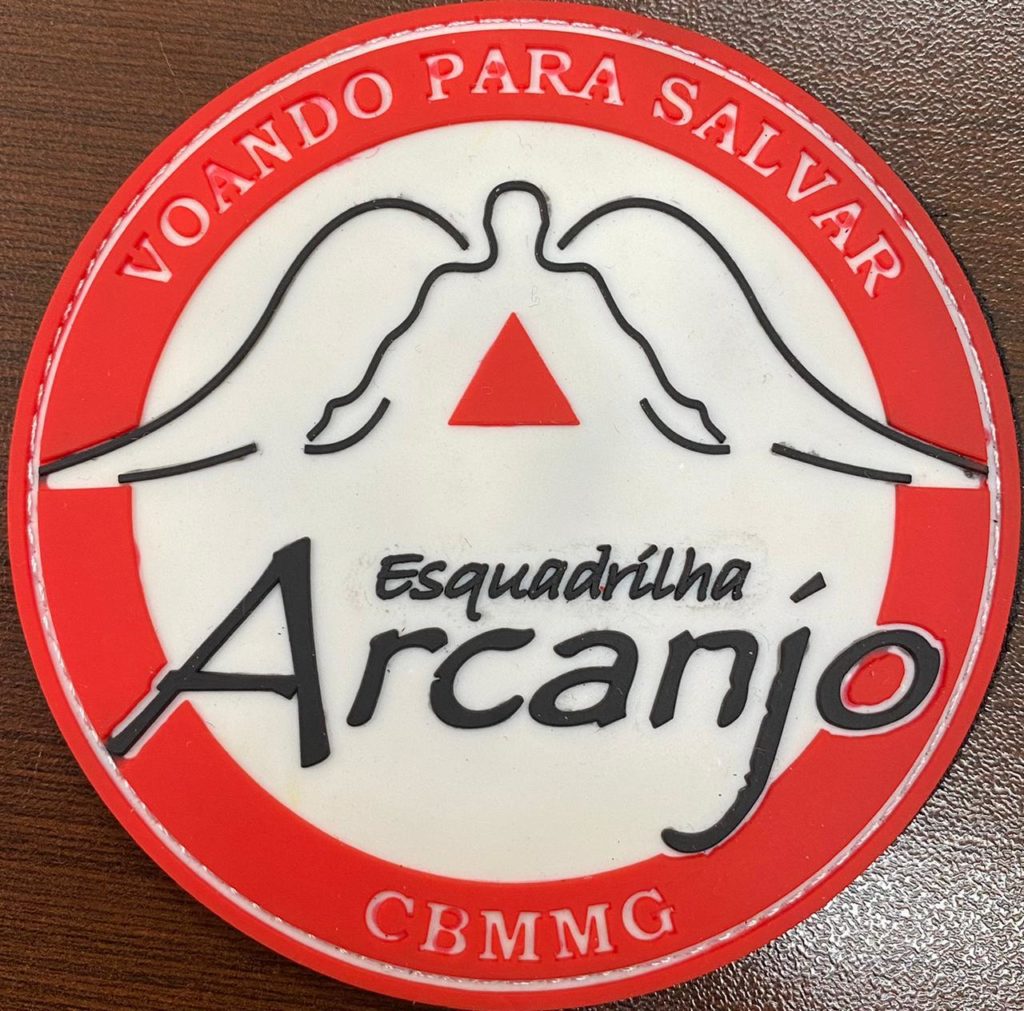 VOANDO PARA SALVAR
Esquadrilha
Arcanjo
CBMMG